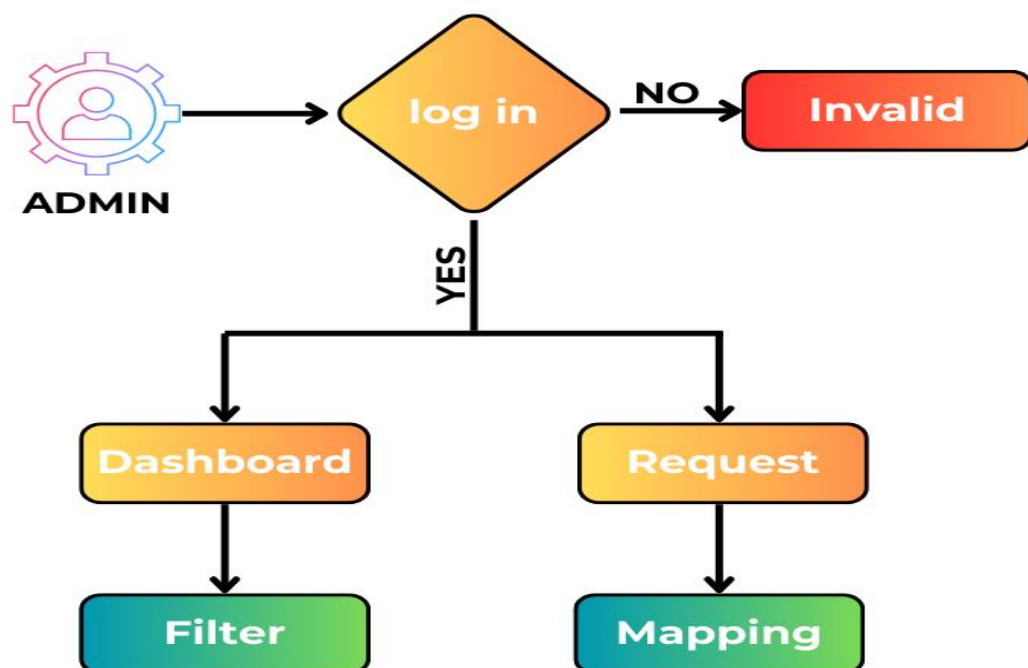 log in
NO
Invalid
ADMIN
YES
Dashboard
Request
Filter
Mapping